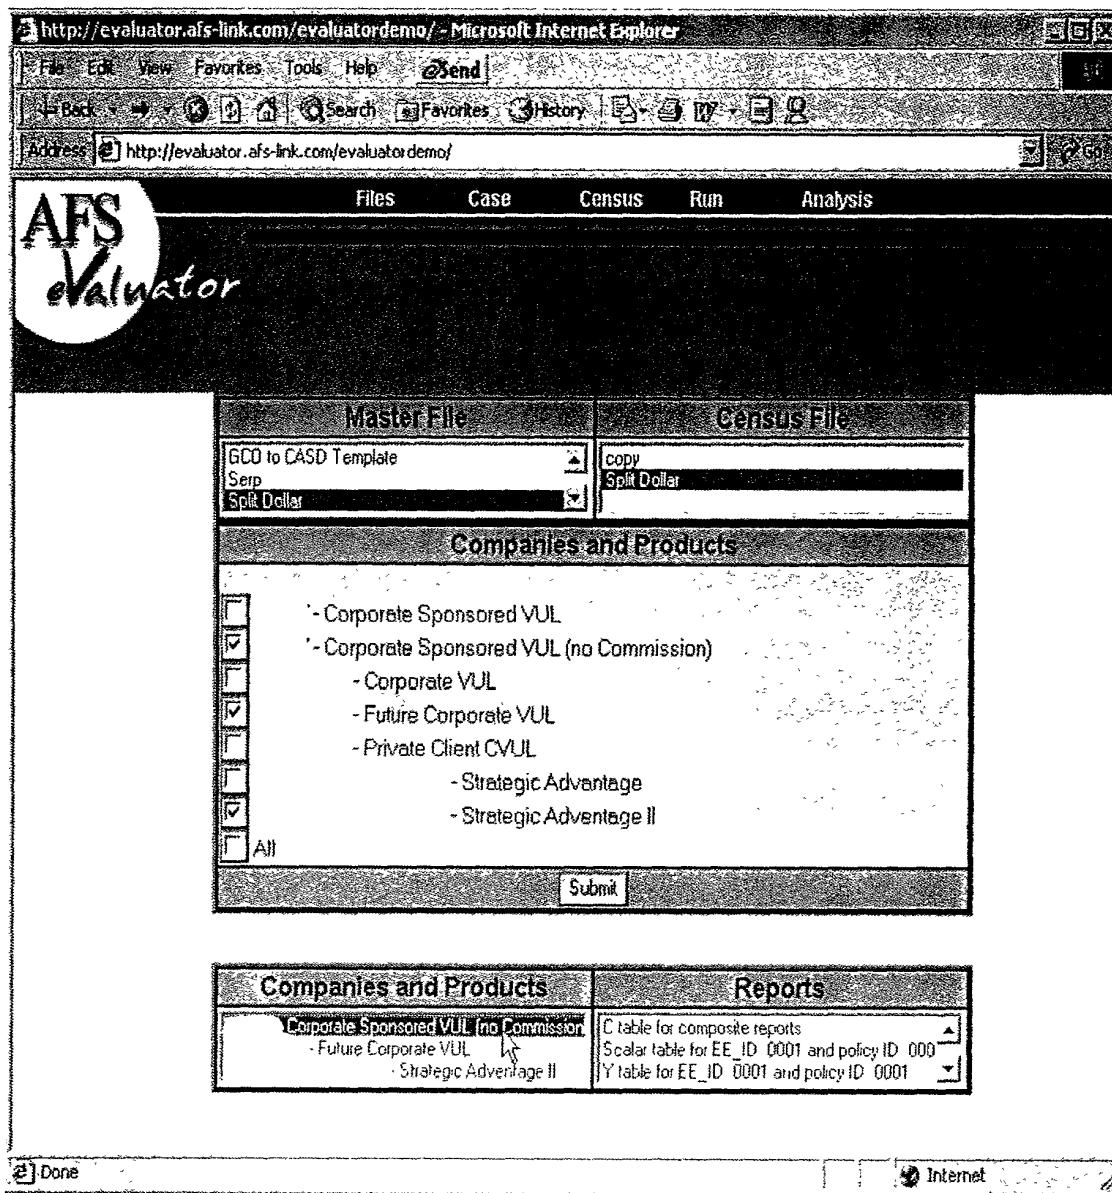 http://evaluator.afs-link.com/evaluatordemo/ - Microsoft Internet Explorer
File Edit View Favorites Tools Help Send
Back Search Favorites History
Address http://evaluator.afs-link.com/evaluatordemo/ Go
Files Case Census Run Analysis
AFS
eValuator
Master File Census File
GCO to CASD Template
Serp
Split Dollar
copy
Split Dollar
Companies and Products
'- Corporate Sponsored VUL
'- Corporate Sponsored VUL (no Commission)
- Corporate VUL
- Future Corporate VUL
- Private Client CVUL
- Strategic Advantage
- Strategic Advantage II
All
Submit
Companies and Products Reports
Corporate Sponsored VUL (no Commission
- Future Corporate VUL
- Strategic Advantage II
C table for composite reports
Scalar table for EE_ID 0001 and policy ID 000
Y table for EE_ID 0001 and policy ID 0001
Done Internet